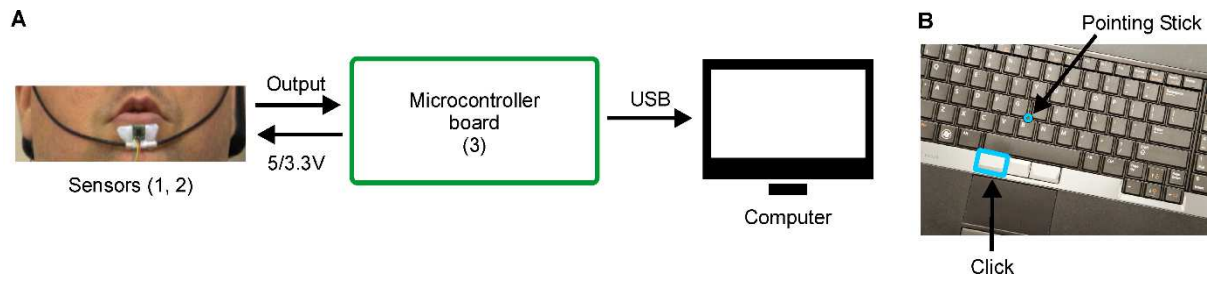 A
Output
5/3.3V
Sensors (1, 2)
Microcontroller
board
(3)
USB
Computer
B
Pointing Stick
Click